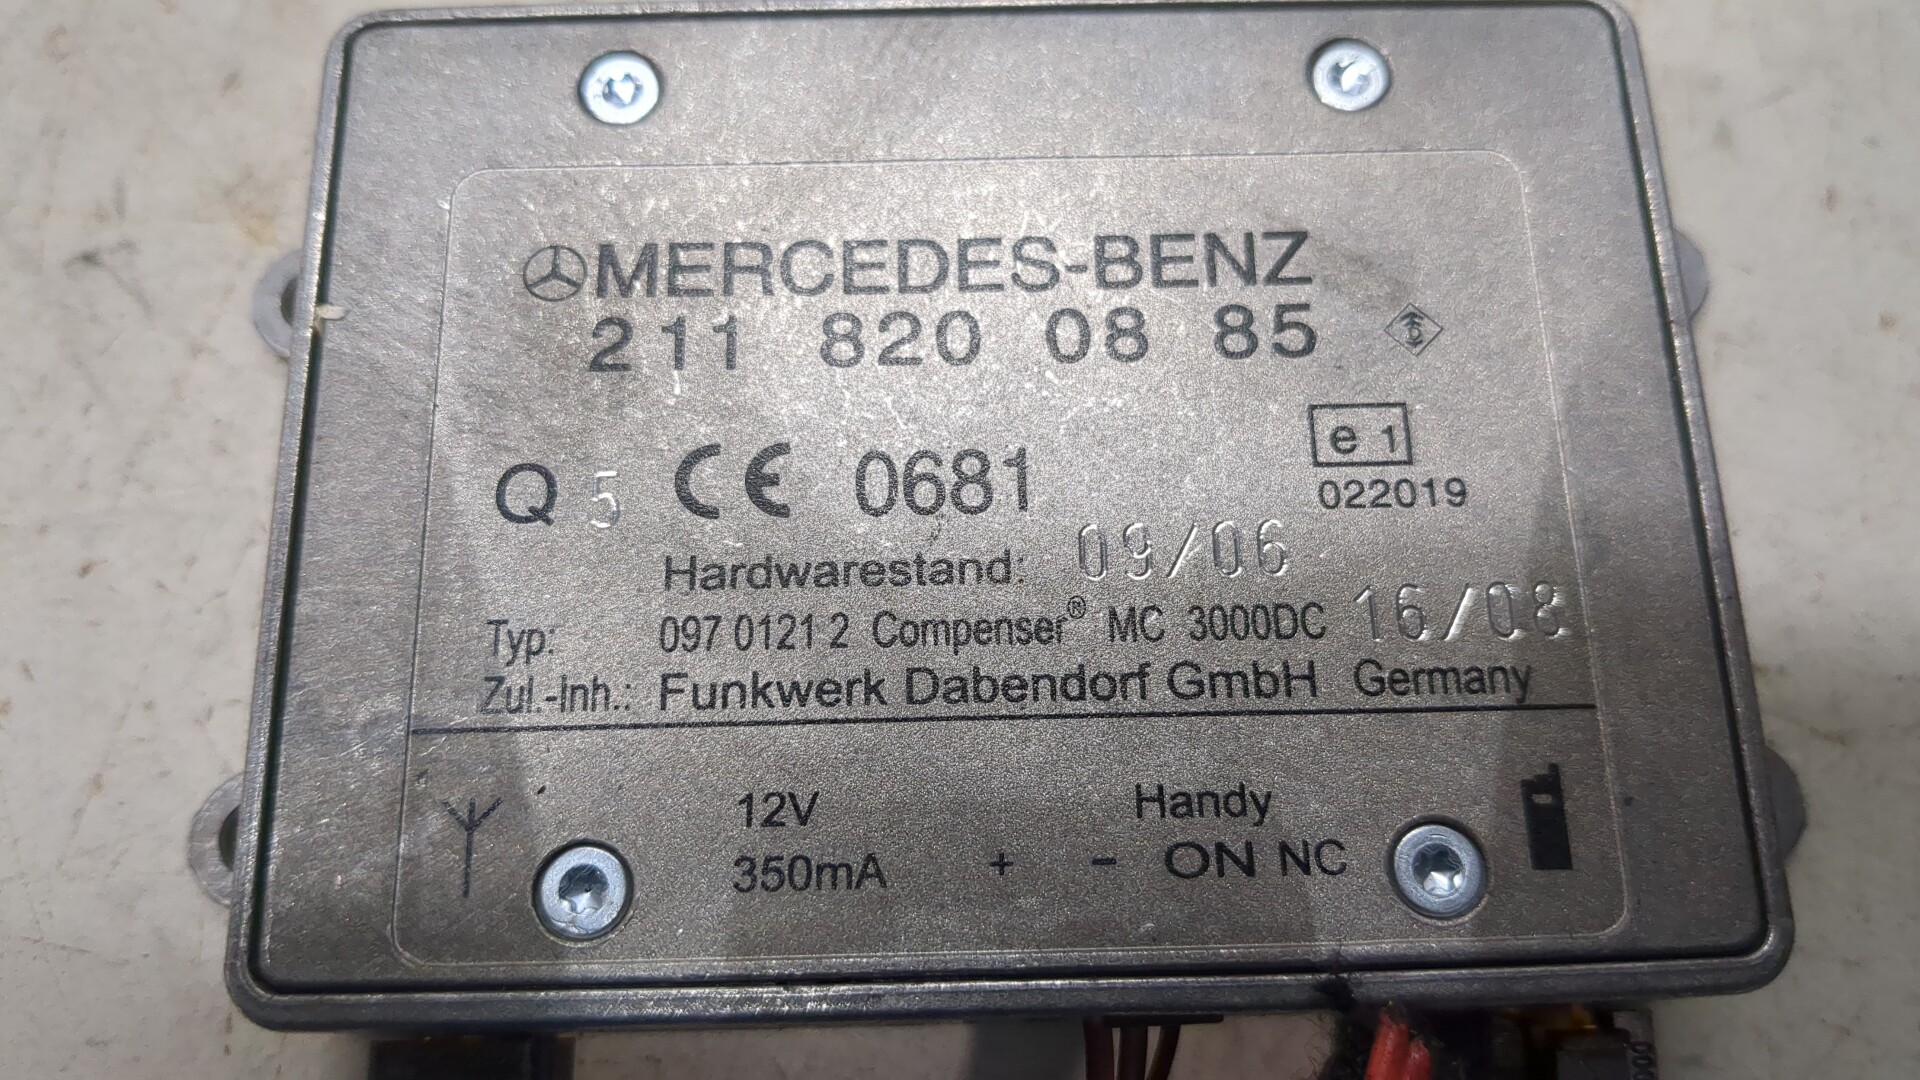 MERCEDES-BENZ
211 820 08 85
Q 5 CE 0681
e 1
022019
Hardwarestand: 09/06
Typ: 097 0121 2 Compenser® MC 3000DC 16/08
Zul.-Inh.: Funkwerk Dabendorf GmbH Germany
12V Handy
350mA + - ON NC